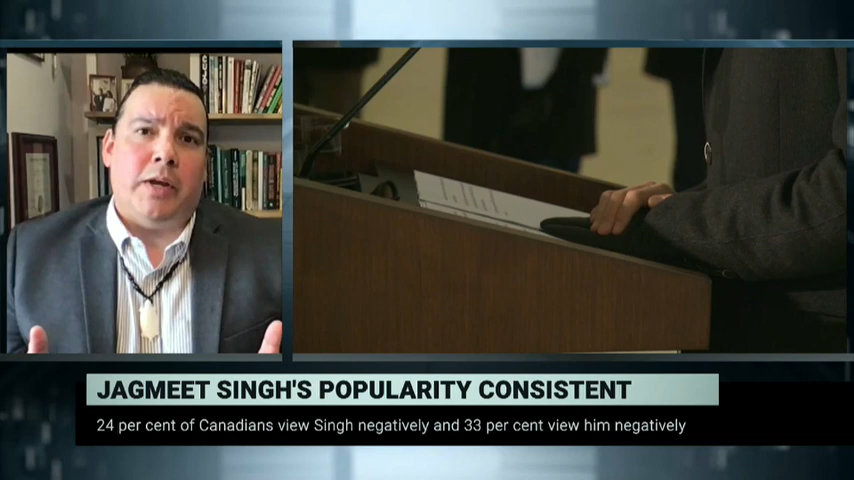 JAGMEET SINGH'S POPULARITY CONSISTENT
24 per cent of Canadians view Singh negatively and 33 per cent view him negatively